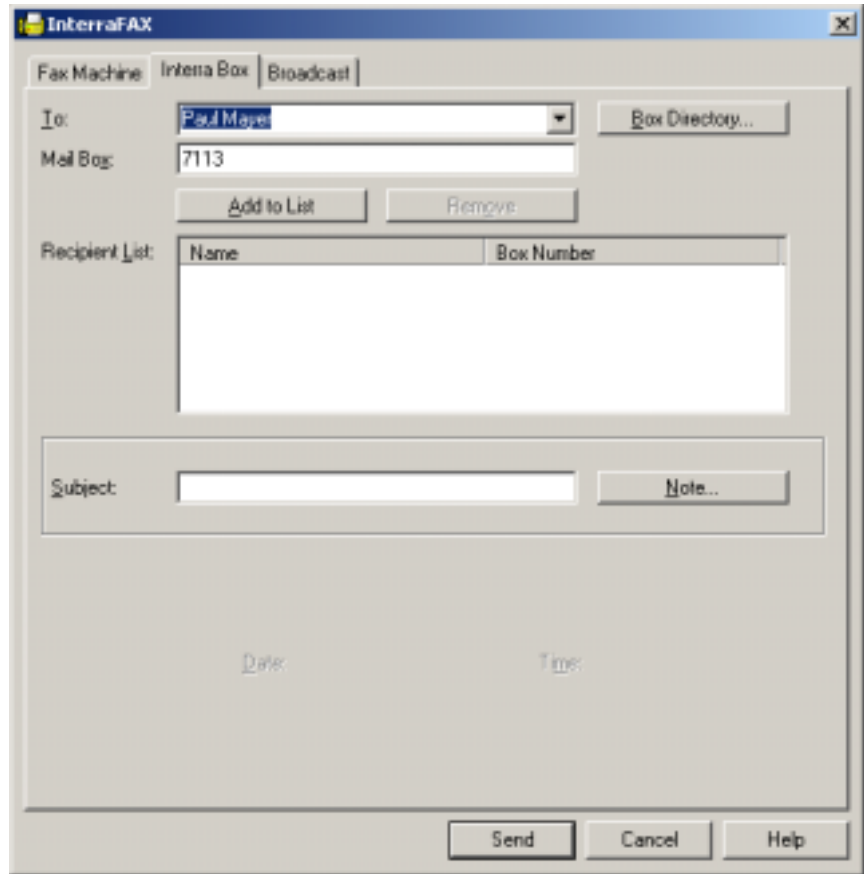 InterraFAX
Fax Machine Interra Box Broadcast
To: Paul Mayer Box Directory...
Mail Box: 7113
Add to List Remove
Recipient List: Name Box Number
Subject: Note...
Date: Time:
Send Cancel Help